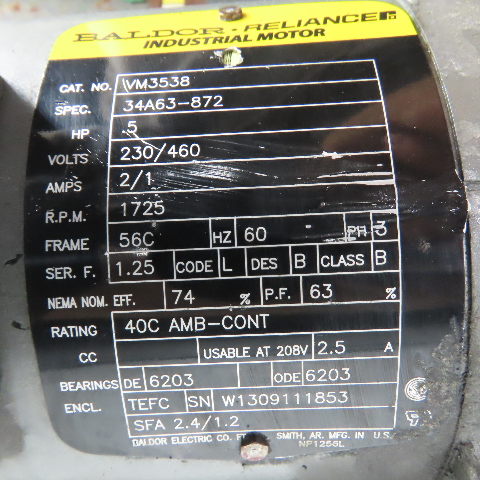 BALDOR · RELIANCE
INDUSTRIAL MOTOR
CAT. NO. VM3538
SPEC. 34A63-872
HP .5
VOLTS 230/460
AMPS 2/1
R.P.M. 1725
FRAME 56C HZ 60 PH 3
SER. F. 1.25 CODE L DES B CLASS B
NEMA NOM. EFF. 74 % P.F. 63 %
RATING 40C AMB-CONT
CC USABLE AT 208V 2.5 A
BEARINGS DE 6203 ODE 6203
ENCL. TEFC SN W1309111853
SFA 2.4/1.2
BALDOR ELECTRIC CO. FT SMITH, AR. MFG. IN U.S.
NP1256L